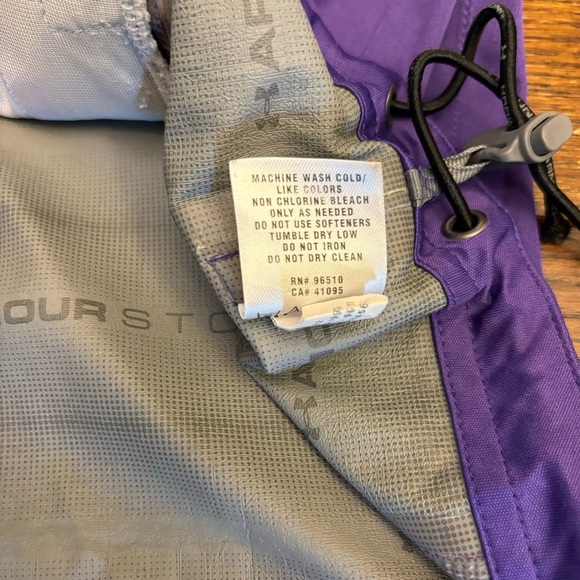 MACHINE WASH COLD/
LIKE COLORS
NON CHLORINE BLEACH
ONLY AS NEEDED
DO NOT USE SOFTENERS
TUMBLE DRY LOW
DO NOT IRON
DO NOT DRY CLEAN
RN# 96510
CA# 41095
OUR STO